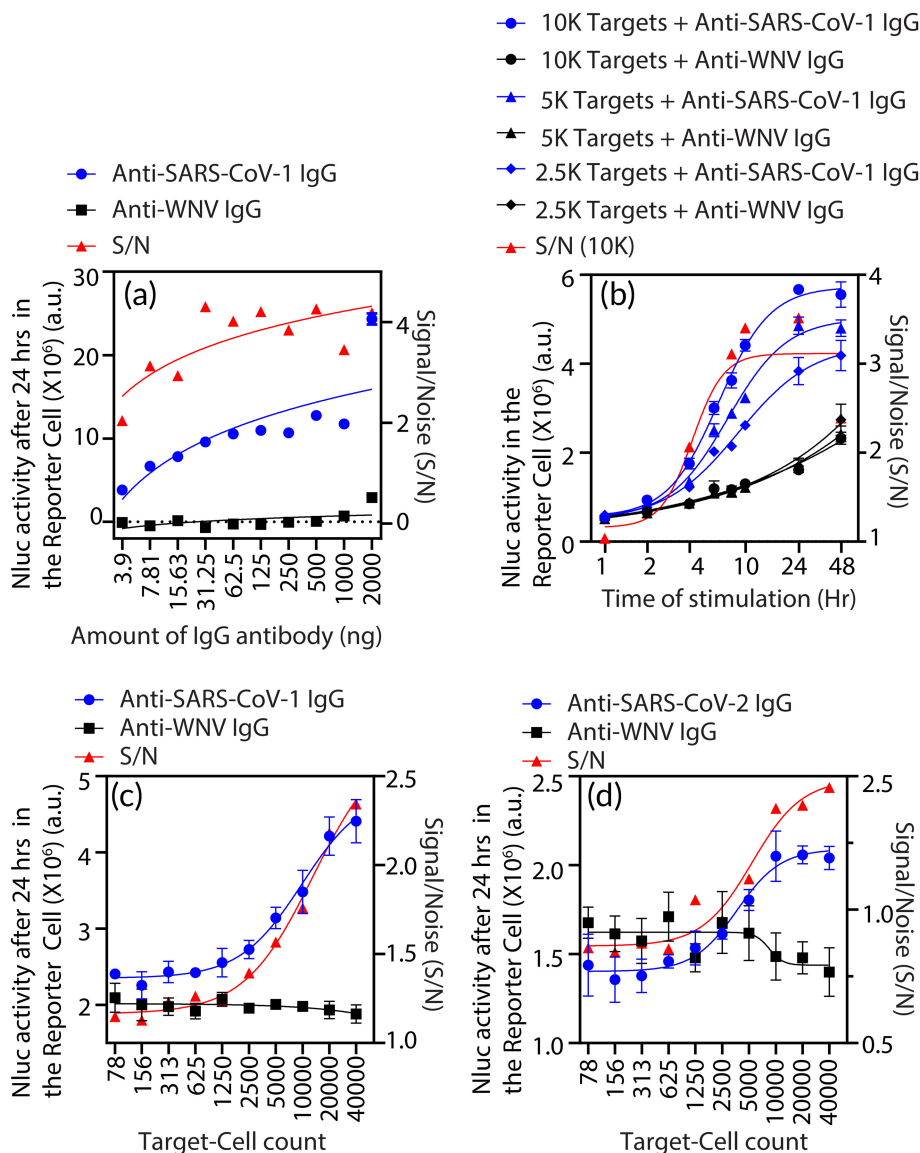 10K Targets + Anti-SARS-CoV-1 IgG
10K Targets + Anti-WNV IgG
5K Targets + Anti-SARS-CoV-1 IgG
5K Targets + Anti-WNV IgG
2.5K Targets + Anti-SARS-CoV-1 IgG
2.5K Targets + Anti-WNV IgG
S/N (10K)
Anti-SARS-CoV-1 IgG
Anti-WNV IgG
S/N
(a)
Nluc activity after 24 hrs in
the Reporter Cell (X10⁶) (a.u.)
30
20
10
0
Signal/Noise (S/N)
4
2
0
3.9
7.81
15.63
31.25
62.5
125
250
500
1000
2000
Amount of IgG antibody (ng)
(b)
Nluc activity in the
Reporter Cell (X10⁶) (a.u.)
6
4
2
0
Signal/Noise
(S/N)
4
3
2
1
1
2
4
10
24
48
Time of stimulation (Hr)
Anti-SARS-CoV-1 IgG
Anti-WNV IgG
S/N
(c)
Nluc activity after 24 hrs in
the Reporter Cell (X10⁶) (a.u.)
5
4
3
2
Signal/Noise
(S/N)
2.5
2.0
1.5
1.0
78
156
313
625
1250
2500
5000
10000
20000
40000
Target-Cell count
Anti-SARS-CoV-2 IgG
Anti-WNV IgG
S/N
(d)
Nluc activity after 24 hrs in
the Reporter Cell (X10⁶) (a.u.)
2.5
2.0
1.5
1.0
Signal/Noise (S/N)
2.5
1.0
0.5
78
156
313
625
1250
2500
5000
10000
20000
40000
Target-Cell count